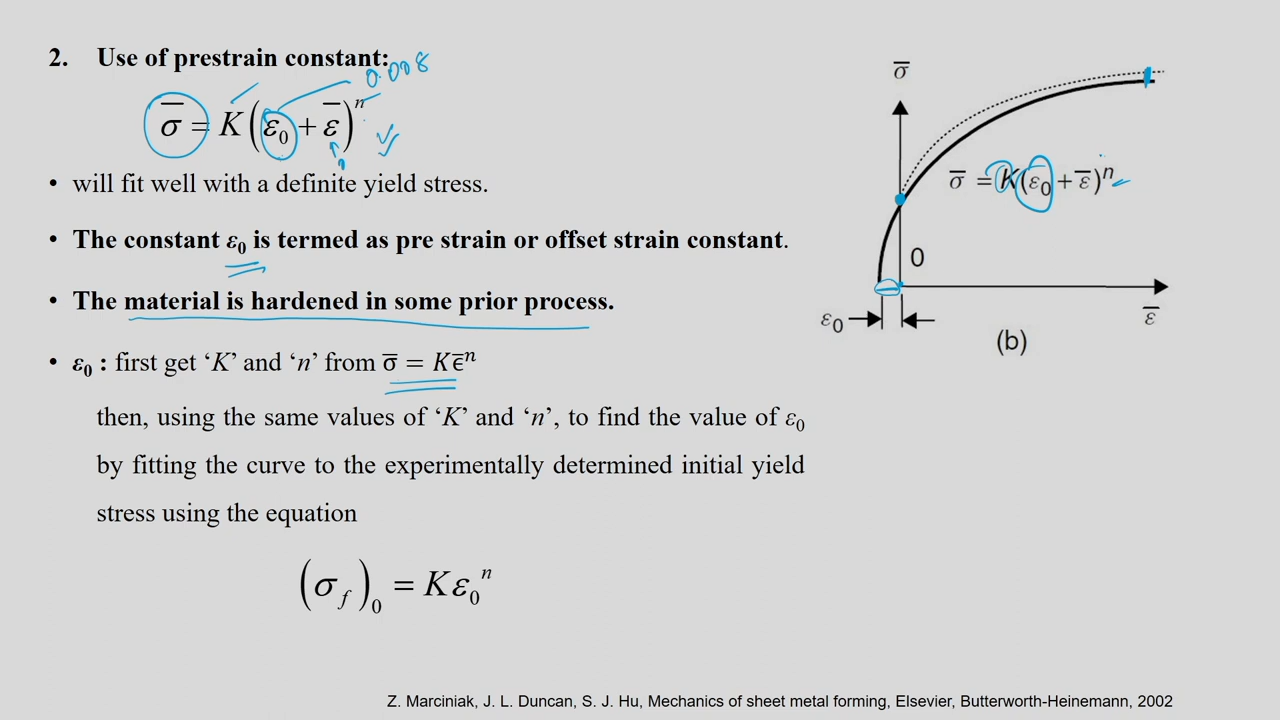 2. Use of prestrain constant:
0.008
σ̅ = K(ε₀ + ε̅)ⁿ
• will fit well with a definite yield stress.
• The constant ε₀ is termed as pre strain or offset strain constant.
• The material is hardened in some prior process.
• ε₀ : first get ‘K’ and ‘n’ from σ̅ = Kϵ̅ⁿ
then, using the same values of ‘K’ and ‘n’, to find the value of ε₀
by fitting the curve to the experimentally determined initial yield
stress using the equation
(σ_f)₀ = Kε₀ⁿ
σ̅
σ̅ = K(ε₀ + ε̅)ⁿ
0
ε₀
ε̅
(b)
Z. Marciniak, J. L. Duncan, S. J. Hu, Mechanics of sheet metal forming, Elsevier, Butterworth-Heinemann, 2002